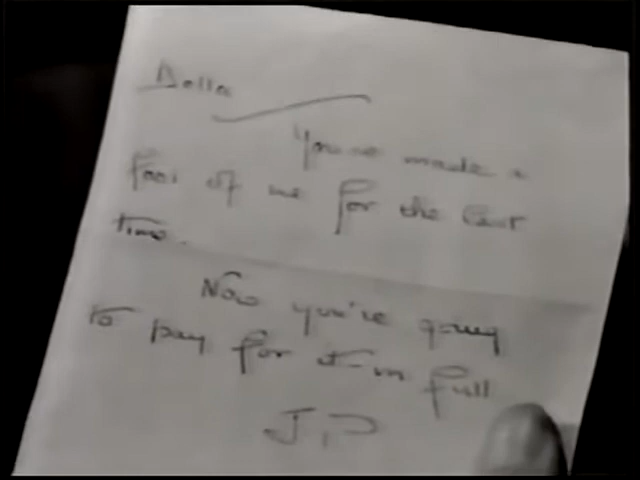 Della
You've made a
fool of me for the last
time.
Now you're going
to pay for it in full
J.P